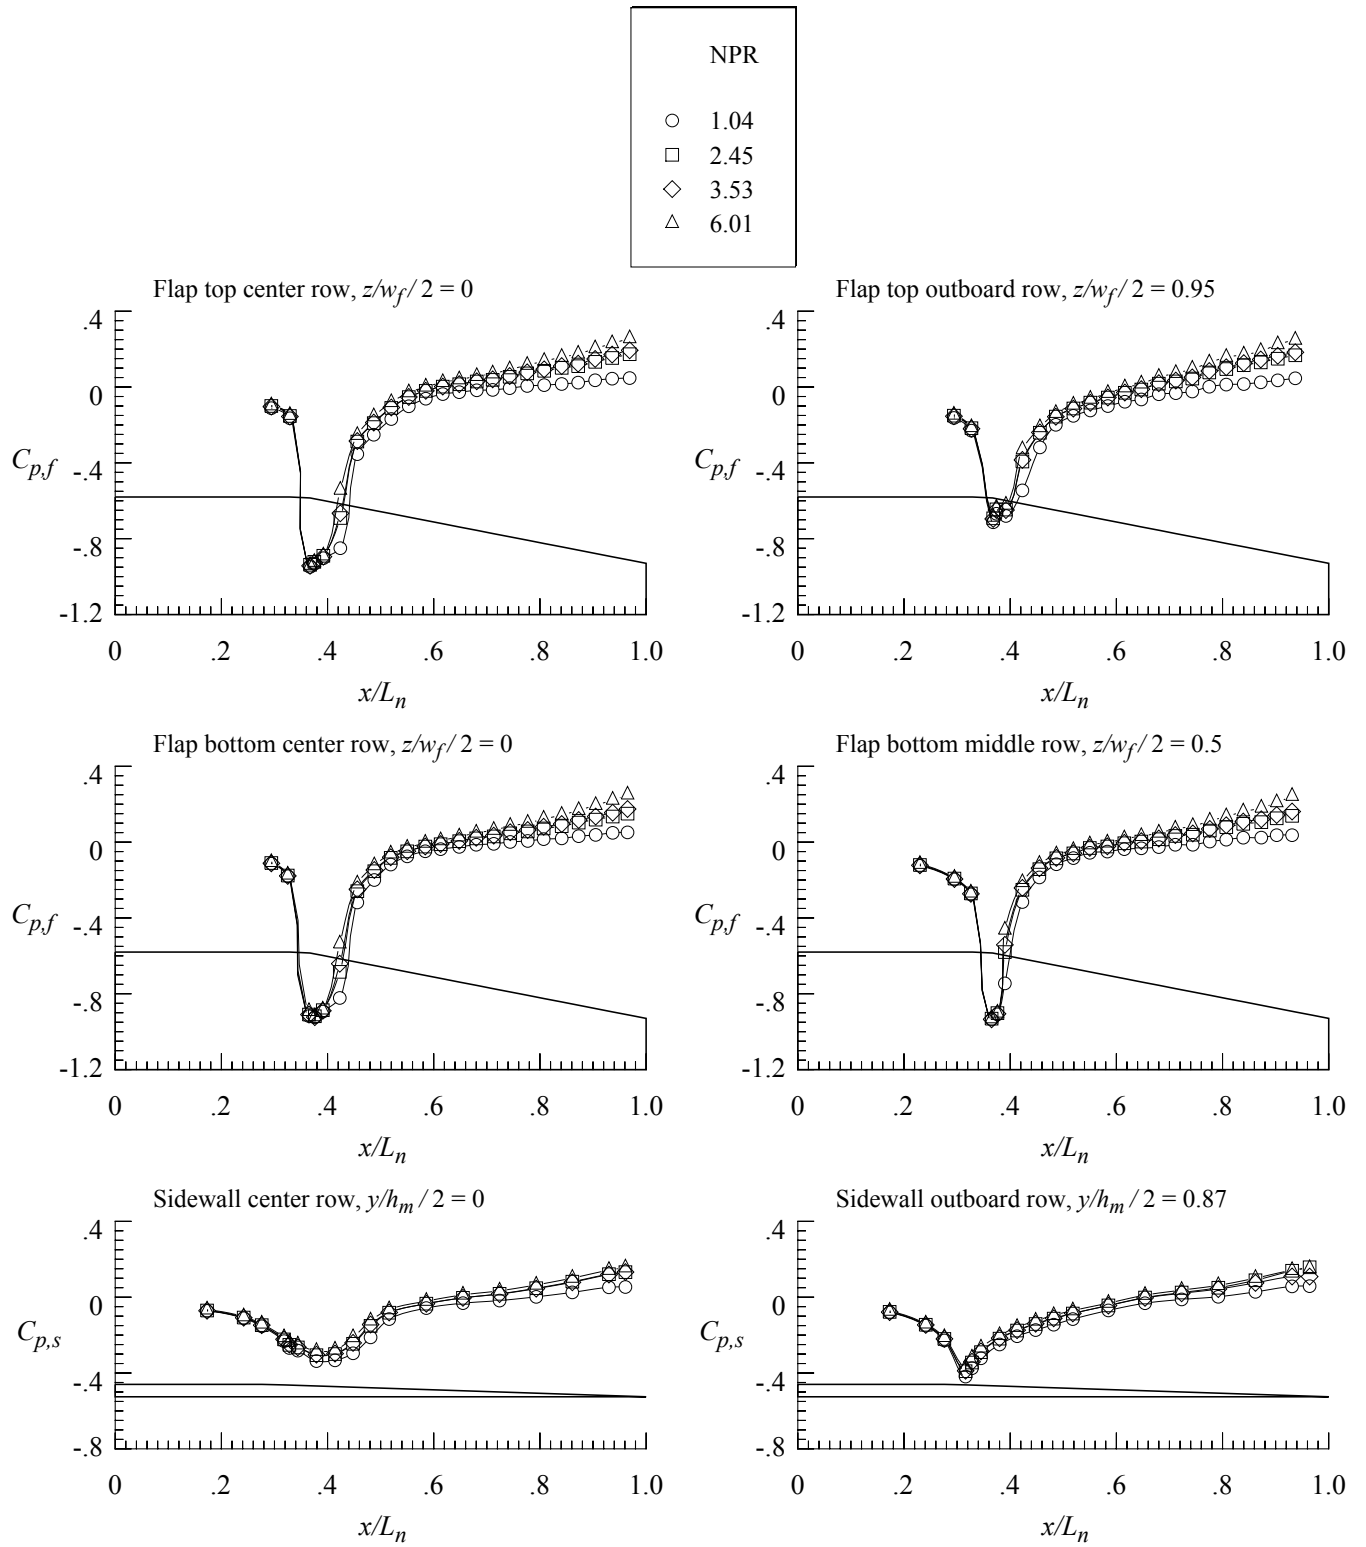 NPR
1.04
2.45
3.53
6.01
Flap top center row, z/w_f / 2 = 0
.4
0
-.4
-.8
-1.2
C_p,f
0 .2 .4 .6 .8 1.0
x/L_n
Flap top outboard row, z/w_f / 2 = 0.95
.4
0
-.4
-.8
-1.2
C_p,f
0 .2 .4 .6 .8 1.0
x/L_n
Flap bottom center row, z/w_f / 2 = 0
.4
0
-.4
-.8
-1.2
C_p,f
0 .2 .4 .6 .8 1.0
x/L_n
Flap bottom middle row, z/w_f / 2 = 0.5
.4
0
-.4
-.8
-1.2
C_p,f
0 .2 .4 .6 .8 1.0
x/L_n
Sidewall center row, y/h_m / 2 = 0
.4
0
-.4
-.8
C_p,s
0 .2 .4 .6 .8 1.0
x/L_n
Sidewall outboard row, y/h_m / 2 = 0.87
.4
0
-.4
-.8
C_p,s
0 .2 .4 .6 .8 1.0
x/L_n